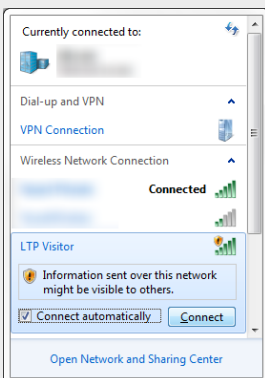 Currently connected to:
Dial-up and VPN
VPN Connection
Wireless Network Connection
Connected
LTP Visitor
Information sent over this network
might be visible to others.
Connect automatically
Connect
Open Network and Sharing Center